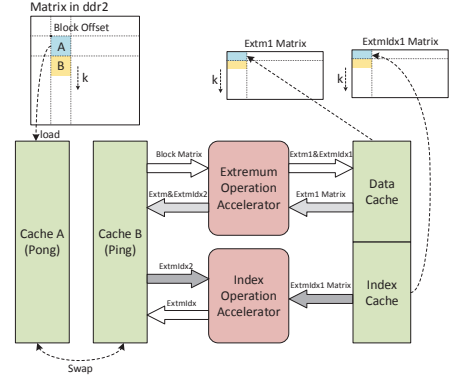 Matrix in ddr2
Block Offset
A
B
k
Extm1 Matrix
k
ExtmIdx1 Matrix
k
load
Cache A
(Pong)
Cache B
(Ping)
Block Matrix
Extm&ExtmIdx2
Extremum
Operation
Accelerator
Extm1&ExtmIdx1
Extm1 Matrix
Data
Cache
ExtmIdx2
ExtmIdx
Index
Operation
Accelerator
ExtmIdx1 Matrix
Index
Cache
Swap